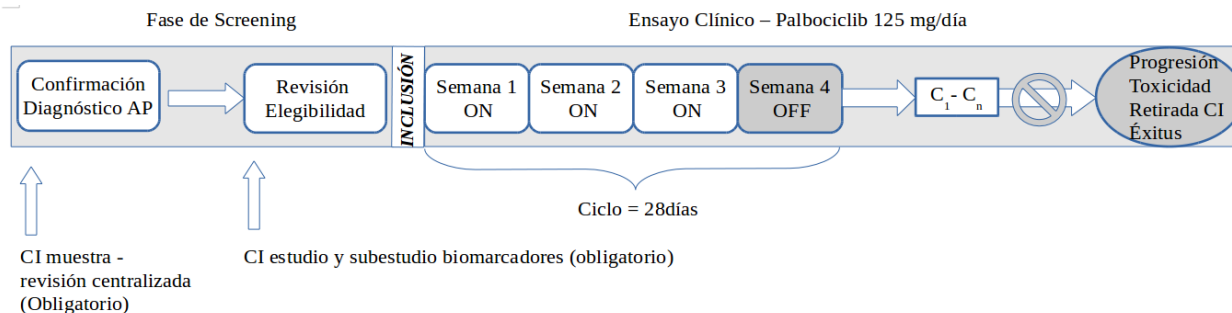 Fase de Screening
Ensayo Clínico – Palbociclib 125 mg/día
Confirmación
Diagnóstico AP
Revisión
Elegibilidad
INCLUSIÓN
Semana 1
ON
Semana 2
ON
Semana 3
ON
Semana 4
OFF
C1- Cn
Progresión
Toxicidad
Retirada CI
Éxitus
Ciclo = 28días
CI muestra -
revisión centralizada
(Obligatorio)
CI estudio y subestudio biomarcadores (obligatorio)